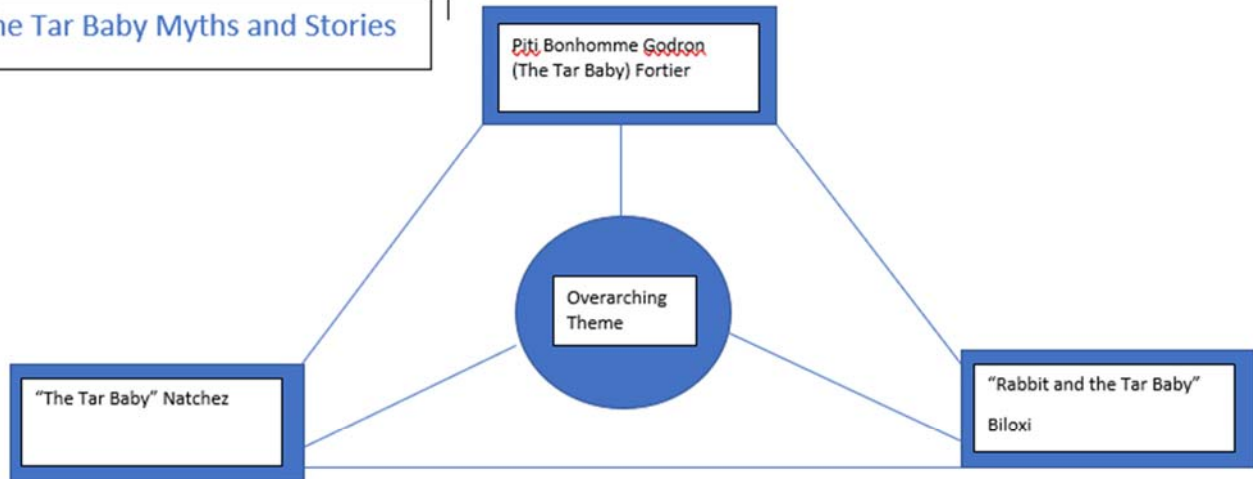 Tar Baby Myths and Stories
Piti Bonhomme Godron
(The Tar Baby) Fortier
Overarching
Theme
"The Tar Baby" Natchez
"Rabbit and the Tar Baby"
Biloxi